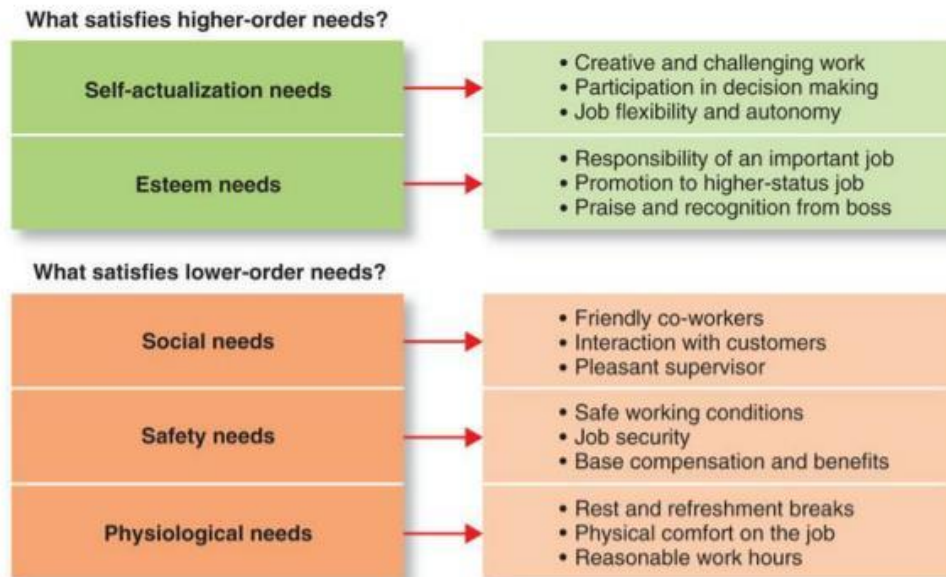 What satisfies higher-order needs?
Self-actualization needs
• Creative and challenging work
• Participation in decision making
• Job flexibility and autonomy
Esteem needs
• Responsibility of an important job
• Promotion to higher-status job
• Praise and recognition from boss
What satisfies lower-order needs?
Social needs
• Friendly co-workers
• Interaction with customers
• Pleasant supervisor
Safety needs
• Safe working conditions
• Job security
• Base compensation and benefits
Physiological needs
• Rest and refreshment breaks
• Physical comfort on the job
• Reasonable work hours